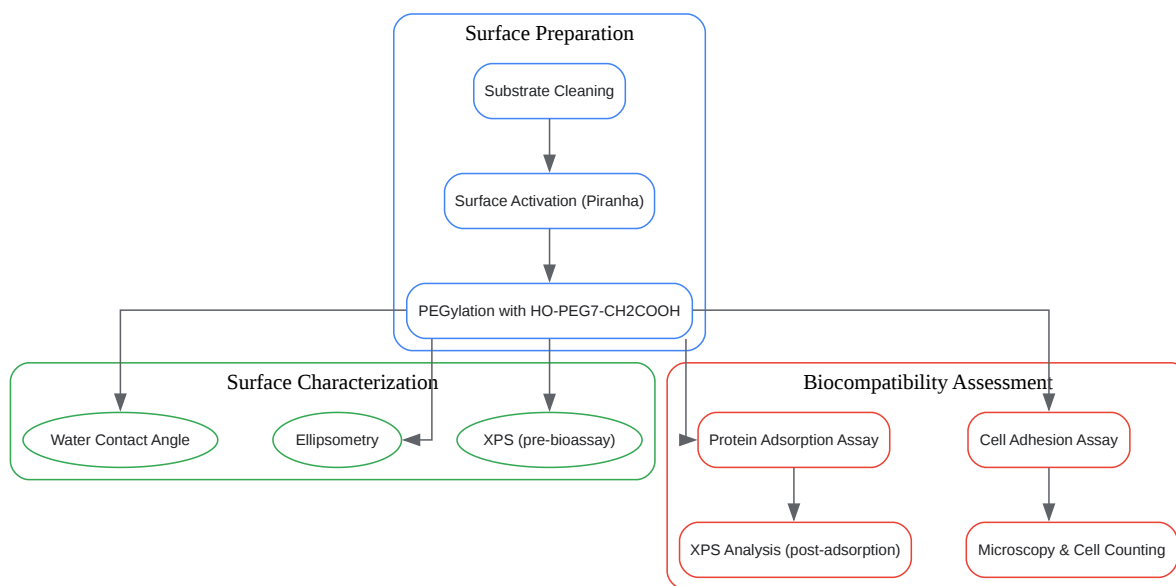 Surface Preparation
Substrate Cleaning
Surface Activation (Piranha)
PEGylation with HO-PEG7-CH2COOH
Surface Characterization
Water Contact Angle
Ellipsometry
XPS (pre-bioassay)
Biocompatibility Assessment
Protein Adsorption Assay
Cell Adhesion Assay
XPS Analysis (post-adsorption)
Microscopy & Cell Counting